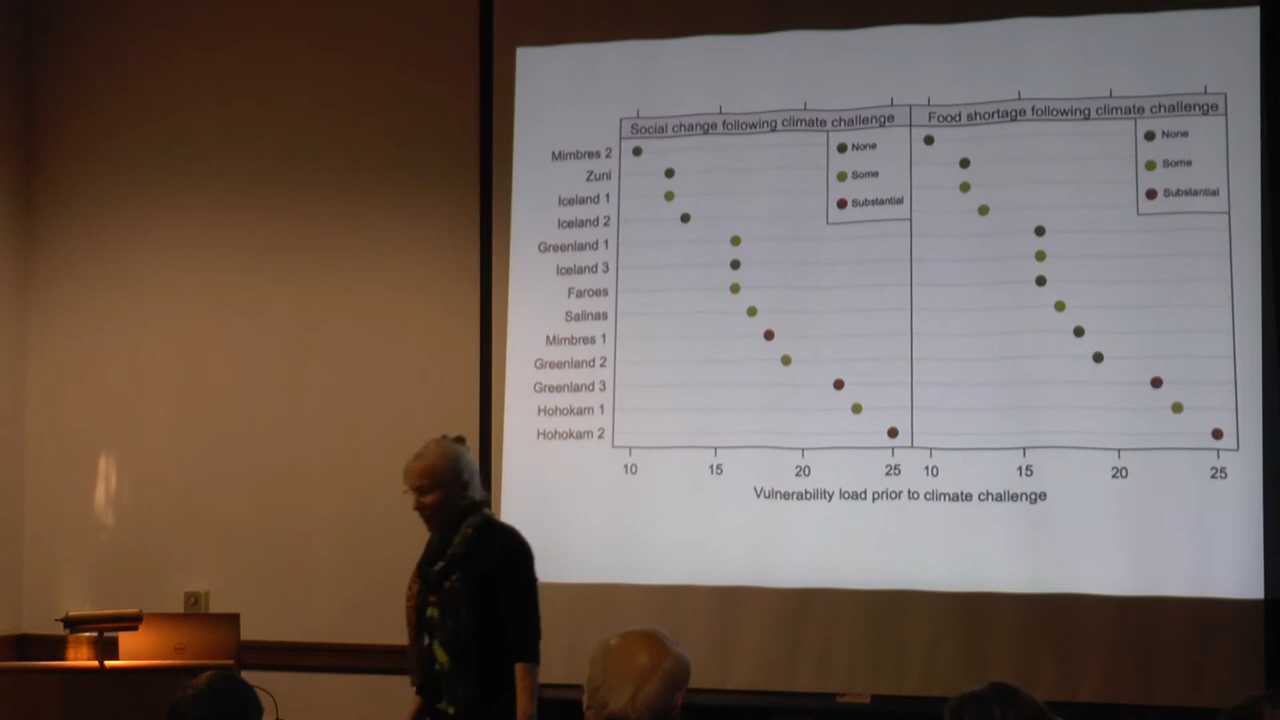 Social change following climate challenge
Food shortage following climate challenge
None
Some
Substantial
None
Some
Substantial
Mimbres 2
Zuni
Iceland 1
Iceland 2
Greenland 1
Iceland 3
Faroes
Salinas
Mimbres 1
Greenland 2
Greenland 3
Hohokam 1
Hohokam 2
10 15 20 25 10 15 20 25
Vulnerability load prior to climate challenge